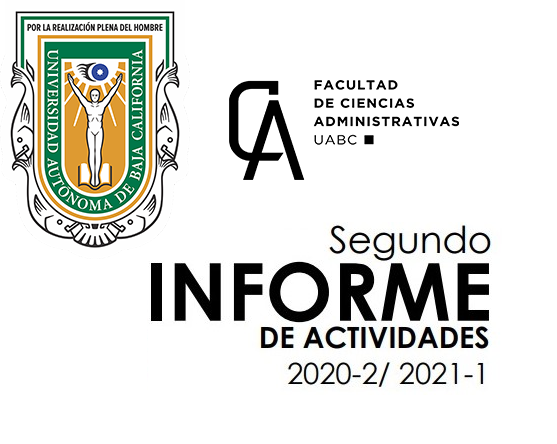 POR LA REALIZACIÓN PLENA DEL HOMBRE
UNIVERSIDAD AUTÓNOMA DE BAJA CALIFORNIA
CA
FACULTAD
DE CIENCIAS
ADMINISTRATIVAS
UABC
Segundo
INFORME
DE ACTIVIDADES
2020-2/ 2021-1